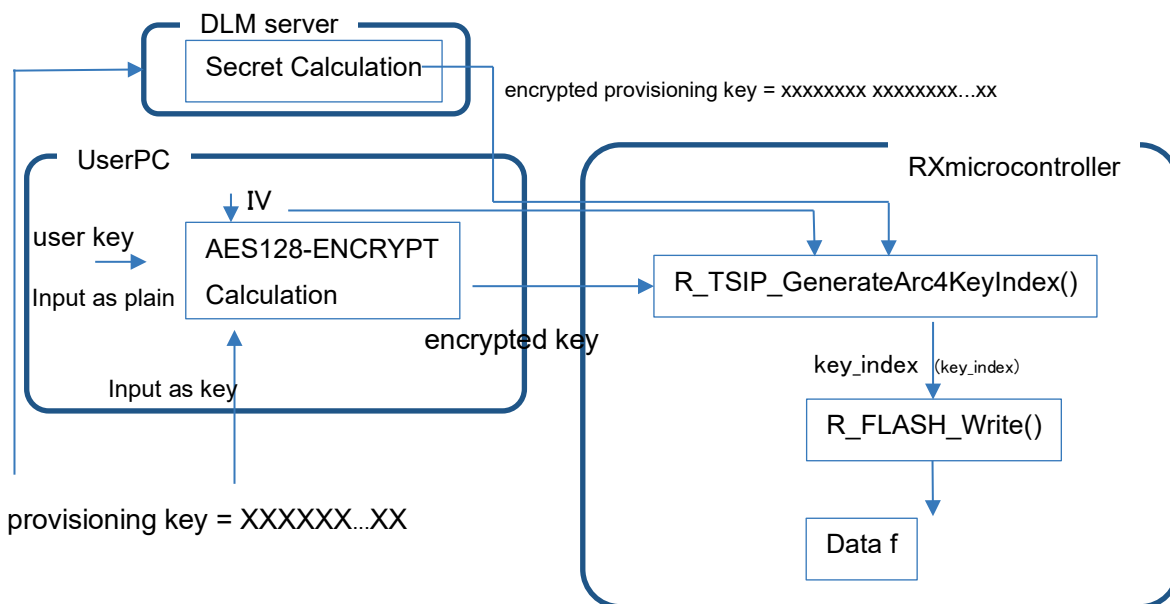 DLM server
Secret Calculation
encrypted provisioning key = xxxxxxxx xxxxxxxx...xx
UserPC
RXmicrocontroller
IV
user key
Input as plain
AES128-ENCRYPT
Calculation
R_TSIP_GenerateArc4KeyIndex()
encrypted key
key_index (key_index)
Input as key
R_FLASH_Write()
provisioning key = XXXXXX...XX
Data f